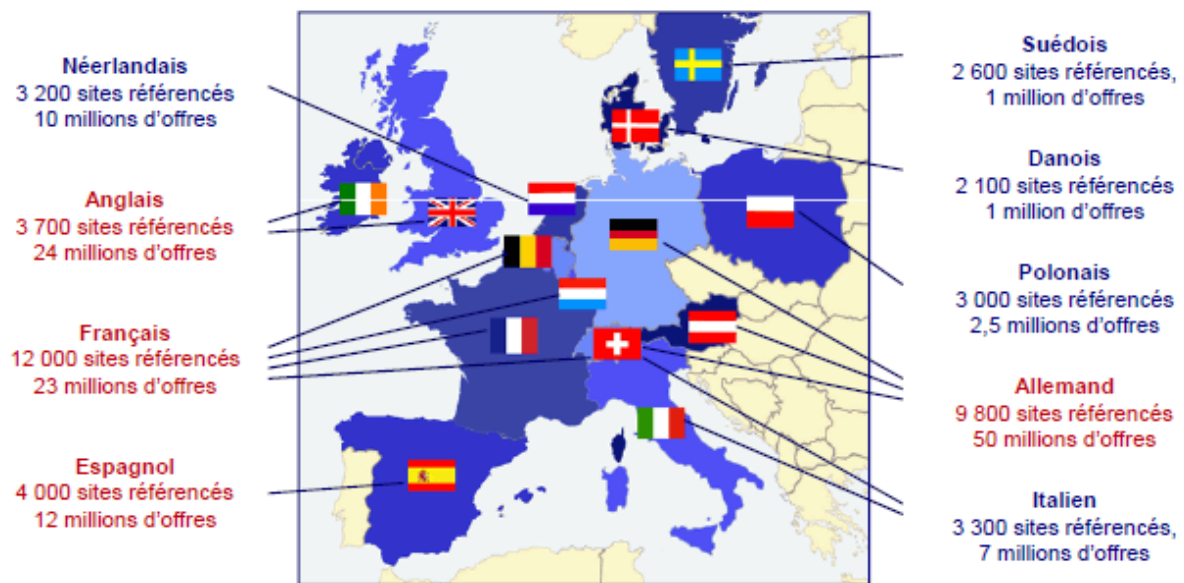 Néerlandais
3 200 sites référencés
10 millions d'offres
Anglais
3 700 sites référencés
24 millions d'offres
Français
12 000 sites référencés
23 millions d'offres
Espagnol
4 000 sites référencés
12 millions d'offres
Suédois
2 600 sites référencés,
1 million d'offres
Danois
2 100 sites référencés
1 million d'offres
Polonais
3 000 sites référencés
2,5 millions d'offres
Allemand
9 800 sites référencés
50 millions d'offres
Italien
3 300 sites référencés,
7 millions d'offres